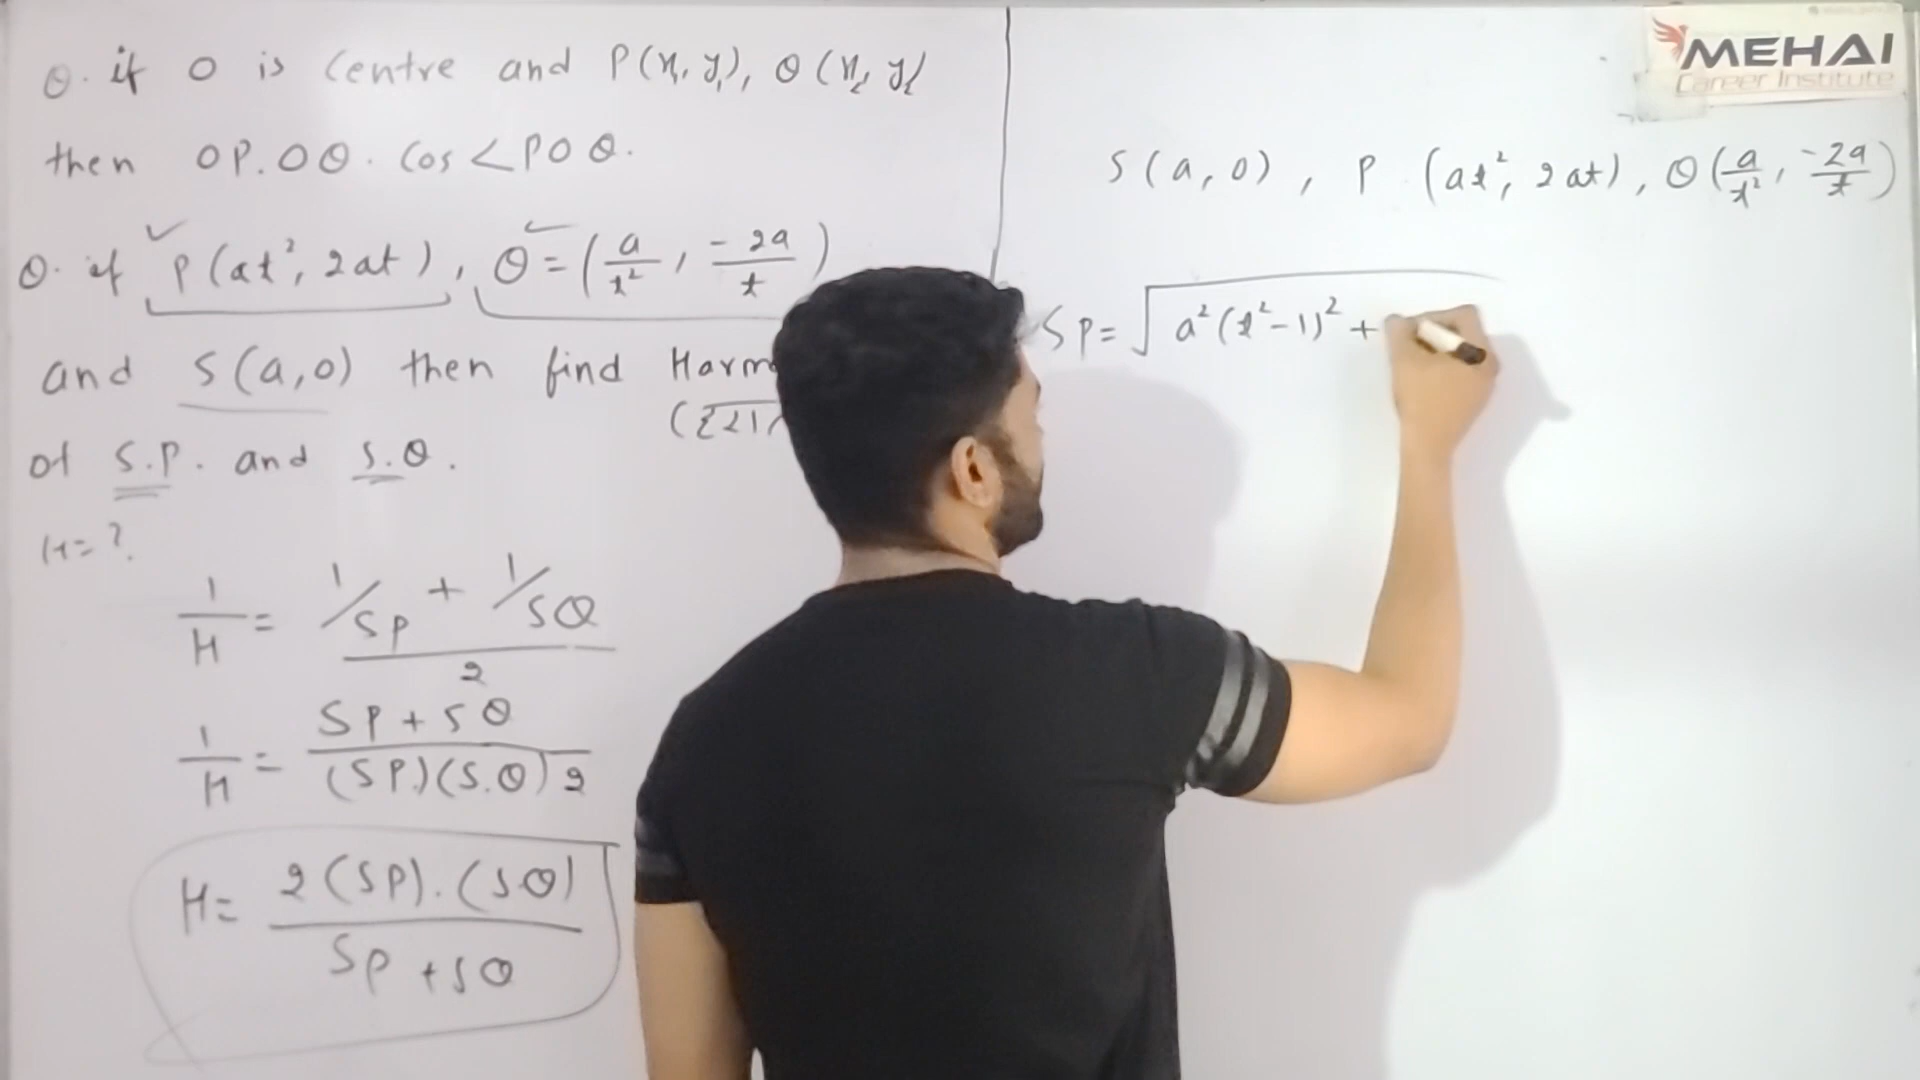 Q. if O is Centre and P(x₁, y₁), Q(x₂, y₂
then OP.OQ. Cos<POQ.
Q. if P(at², 2at), Q=(a/t², -2a/t)
and S(a,0) then find Harm
of S.P. and S.Q.
H=?
1/H = (1/SP + 1/SQ)/2
1/H = (SP+SQ)/((SP.)(S.Q)2)
H= 2(SP).(SQ)/(SP+SQ)
MEHAI
Career Institute
S(a,0), P (at², 2at), Q(a/t², -2a/t)
SP=√a²(t²-1)²+